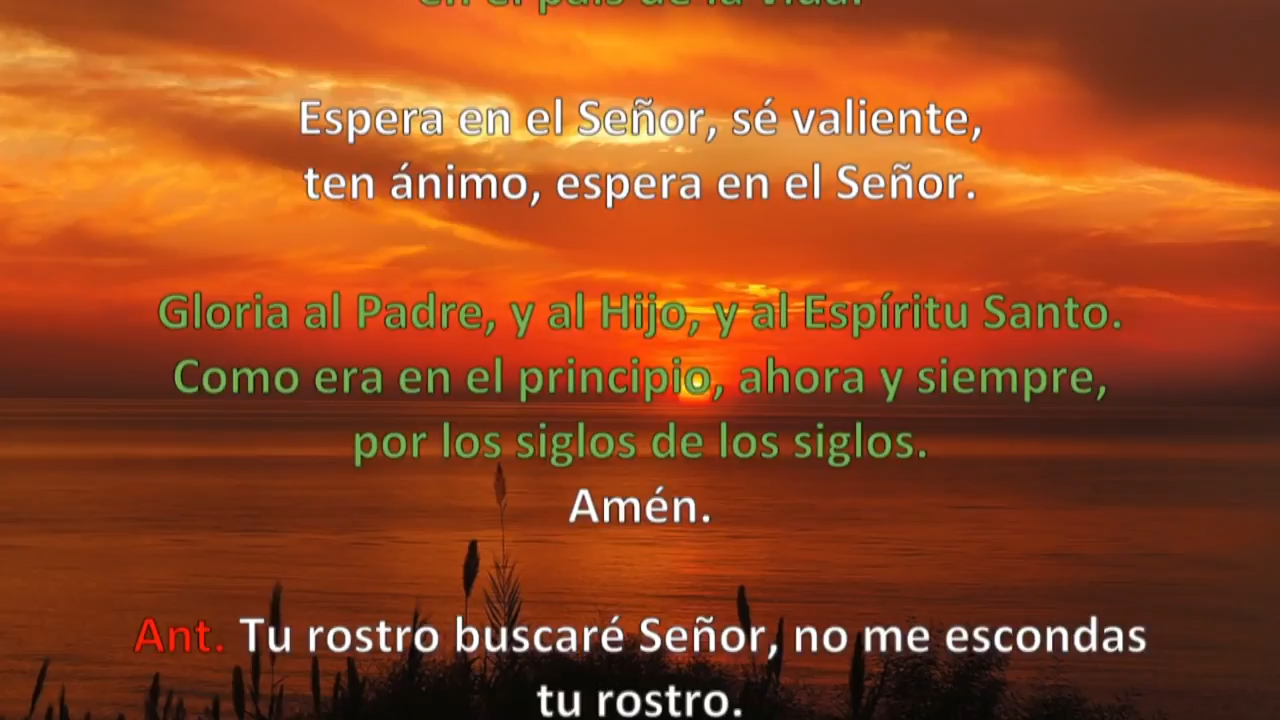 en el país de la vida.
Espera en el Señor, sé valiente,
ten ánimo, espera en el Señor.
Gloria al Padre, y al Hijo, y al Espíritu Santo.
Como era en el principio, ahora y siempre,
por los siglos de los siglos.
Amén.
Ant. Tu rostro buscaré Señor, no me escondas
tu rostro.